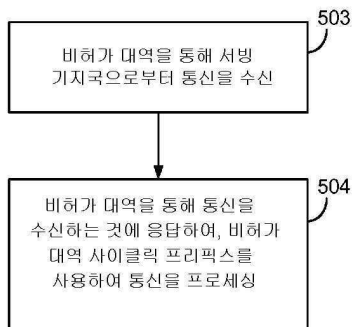 503
비허가 대역을 통해 서빙
기지국으로부터 통신을 수신
504
비허가 대역을 통해 통신을
수신하는 것에 응답하여, 비허가
대역 사이클릭 프리픽스를
사용하여 통신을 프로세싱